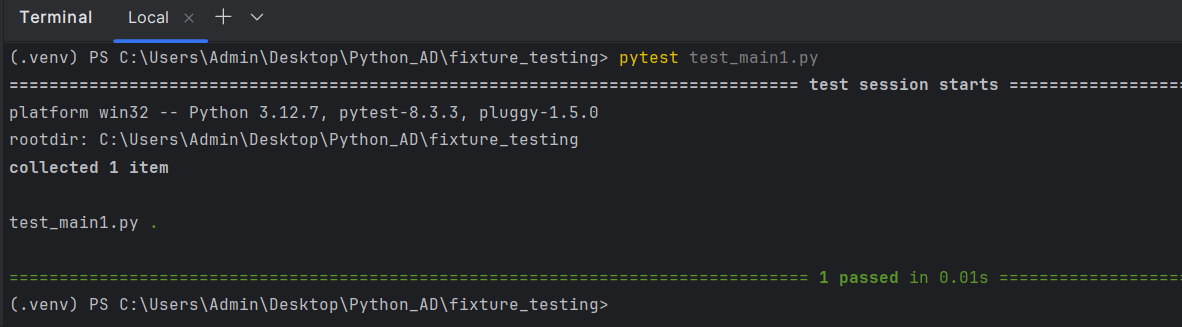 Terminal Local × + ⌄
(.venv) PS C:\Users\Admin\Desktop\Python_AD\fixture_testing> pytest test_main1.py
=============================================================================== test session starts ==================
platform win32 -- Python 3.12.7, pytest-8.3.3, pluggy-1.5.0
rootdir: C:\Users\Admin\Desktop\Python_AD\fixture_testing
collected 1 item
test_main1.py .
================================================================================ 1 passed in 0.01s ===================
(.venv) PS C:\Users\Admin\Desktop\Python_AD\fixture_testing>